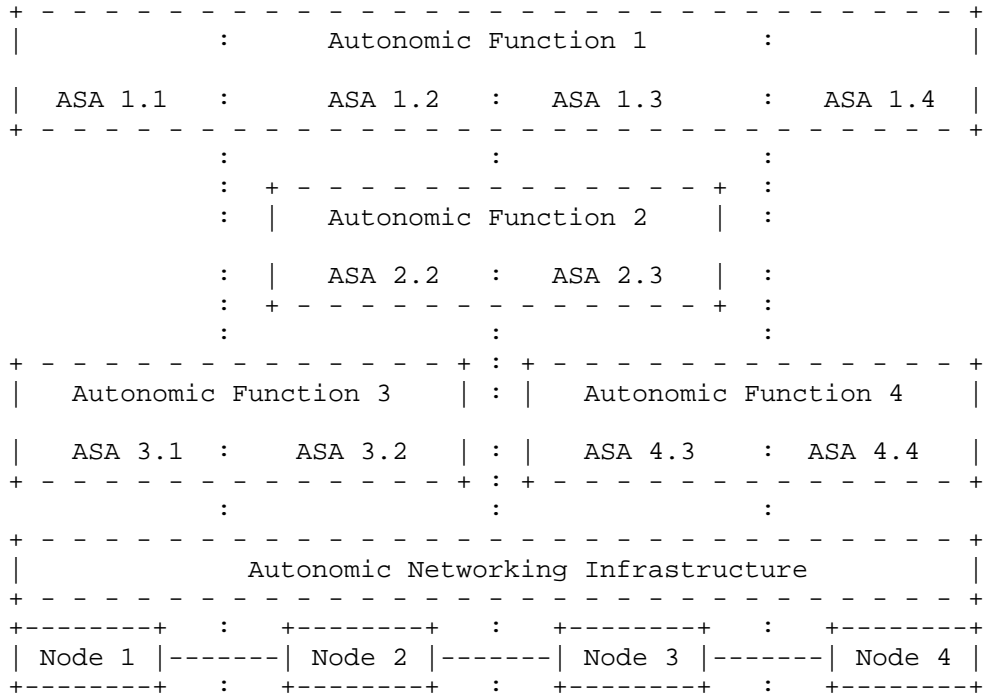 Autonomic Function 1
ASA 1.1 : ASA 1.2 : ASA 1.3 : ASA 1.4
Autonomic Function 2
ASA 2.2 : ASA 2.3
Autonomic Function 3 Autonomic Function 4
ASA 3.1 : ASA 3.2 : ASA 4.3 : ASA 4.4
Autonomic Networking Infrastructure
Node 1 Node 2 Node 3 Node 4